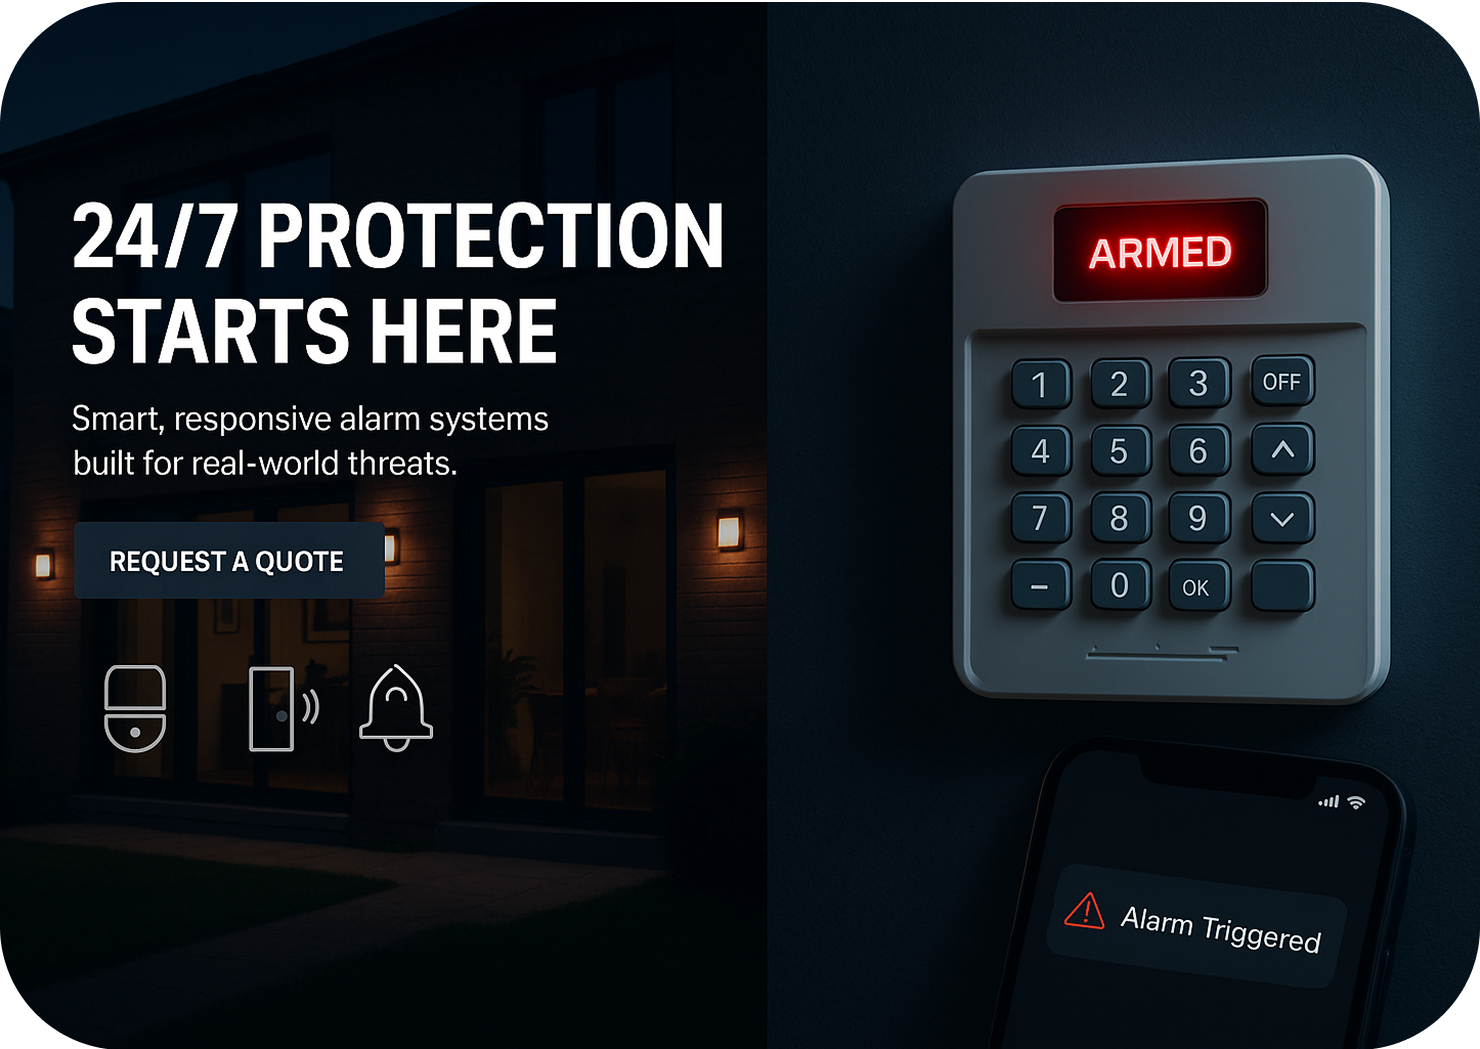 24/7 PROTECTION
STARTS HERE
Smart, responsive alarm systems
built for real-world threats.
REQUEST A QUOTE
ARMED
1 2 3 OFF
4 5 6
7 8 9
– 0 OK
Alarm Triggered